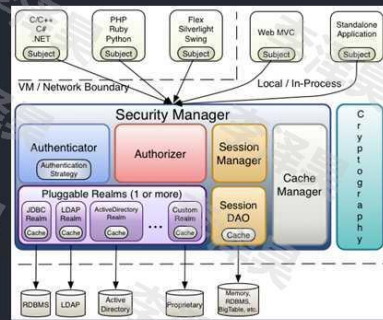 C/C++
C#
.NET
Subject
PHP
Ruby
Python
Subject
Flex
Silverlight
Swing
Subject
Web MVC
Subject
Standalone
Application
Subject
VM / Network Boundary
Local / In-Process
Security Manager
Authenticator
Authentication
Strategy
Authorizer
Session
Manager
Cache
Manager
Cryptography
Pluggable Realms (1 or more)
JDBC
Realm
Cache
LDAP
Realm
Cache
ActiveDirectory
Realm
Cache
...
Custom
Realm
Cache
Session
DAO
Cache
RDBMS
LDAP
Active
Directory
Proprietary
Memory,
RDBMS,
BigTable, etc.